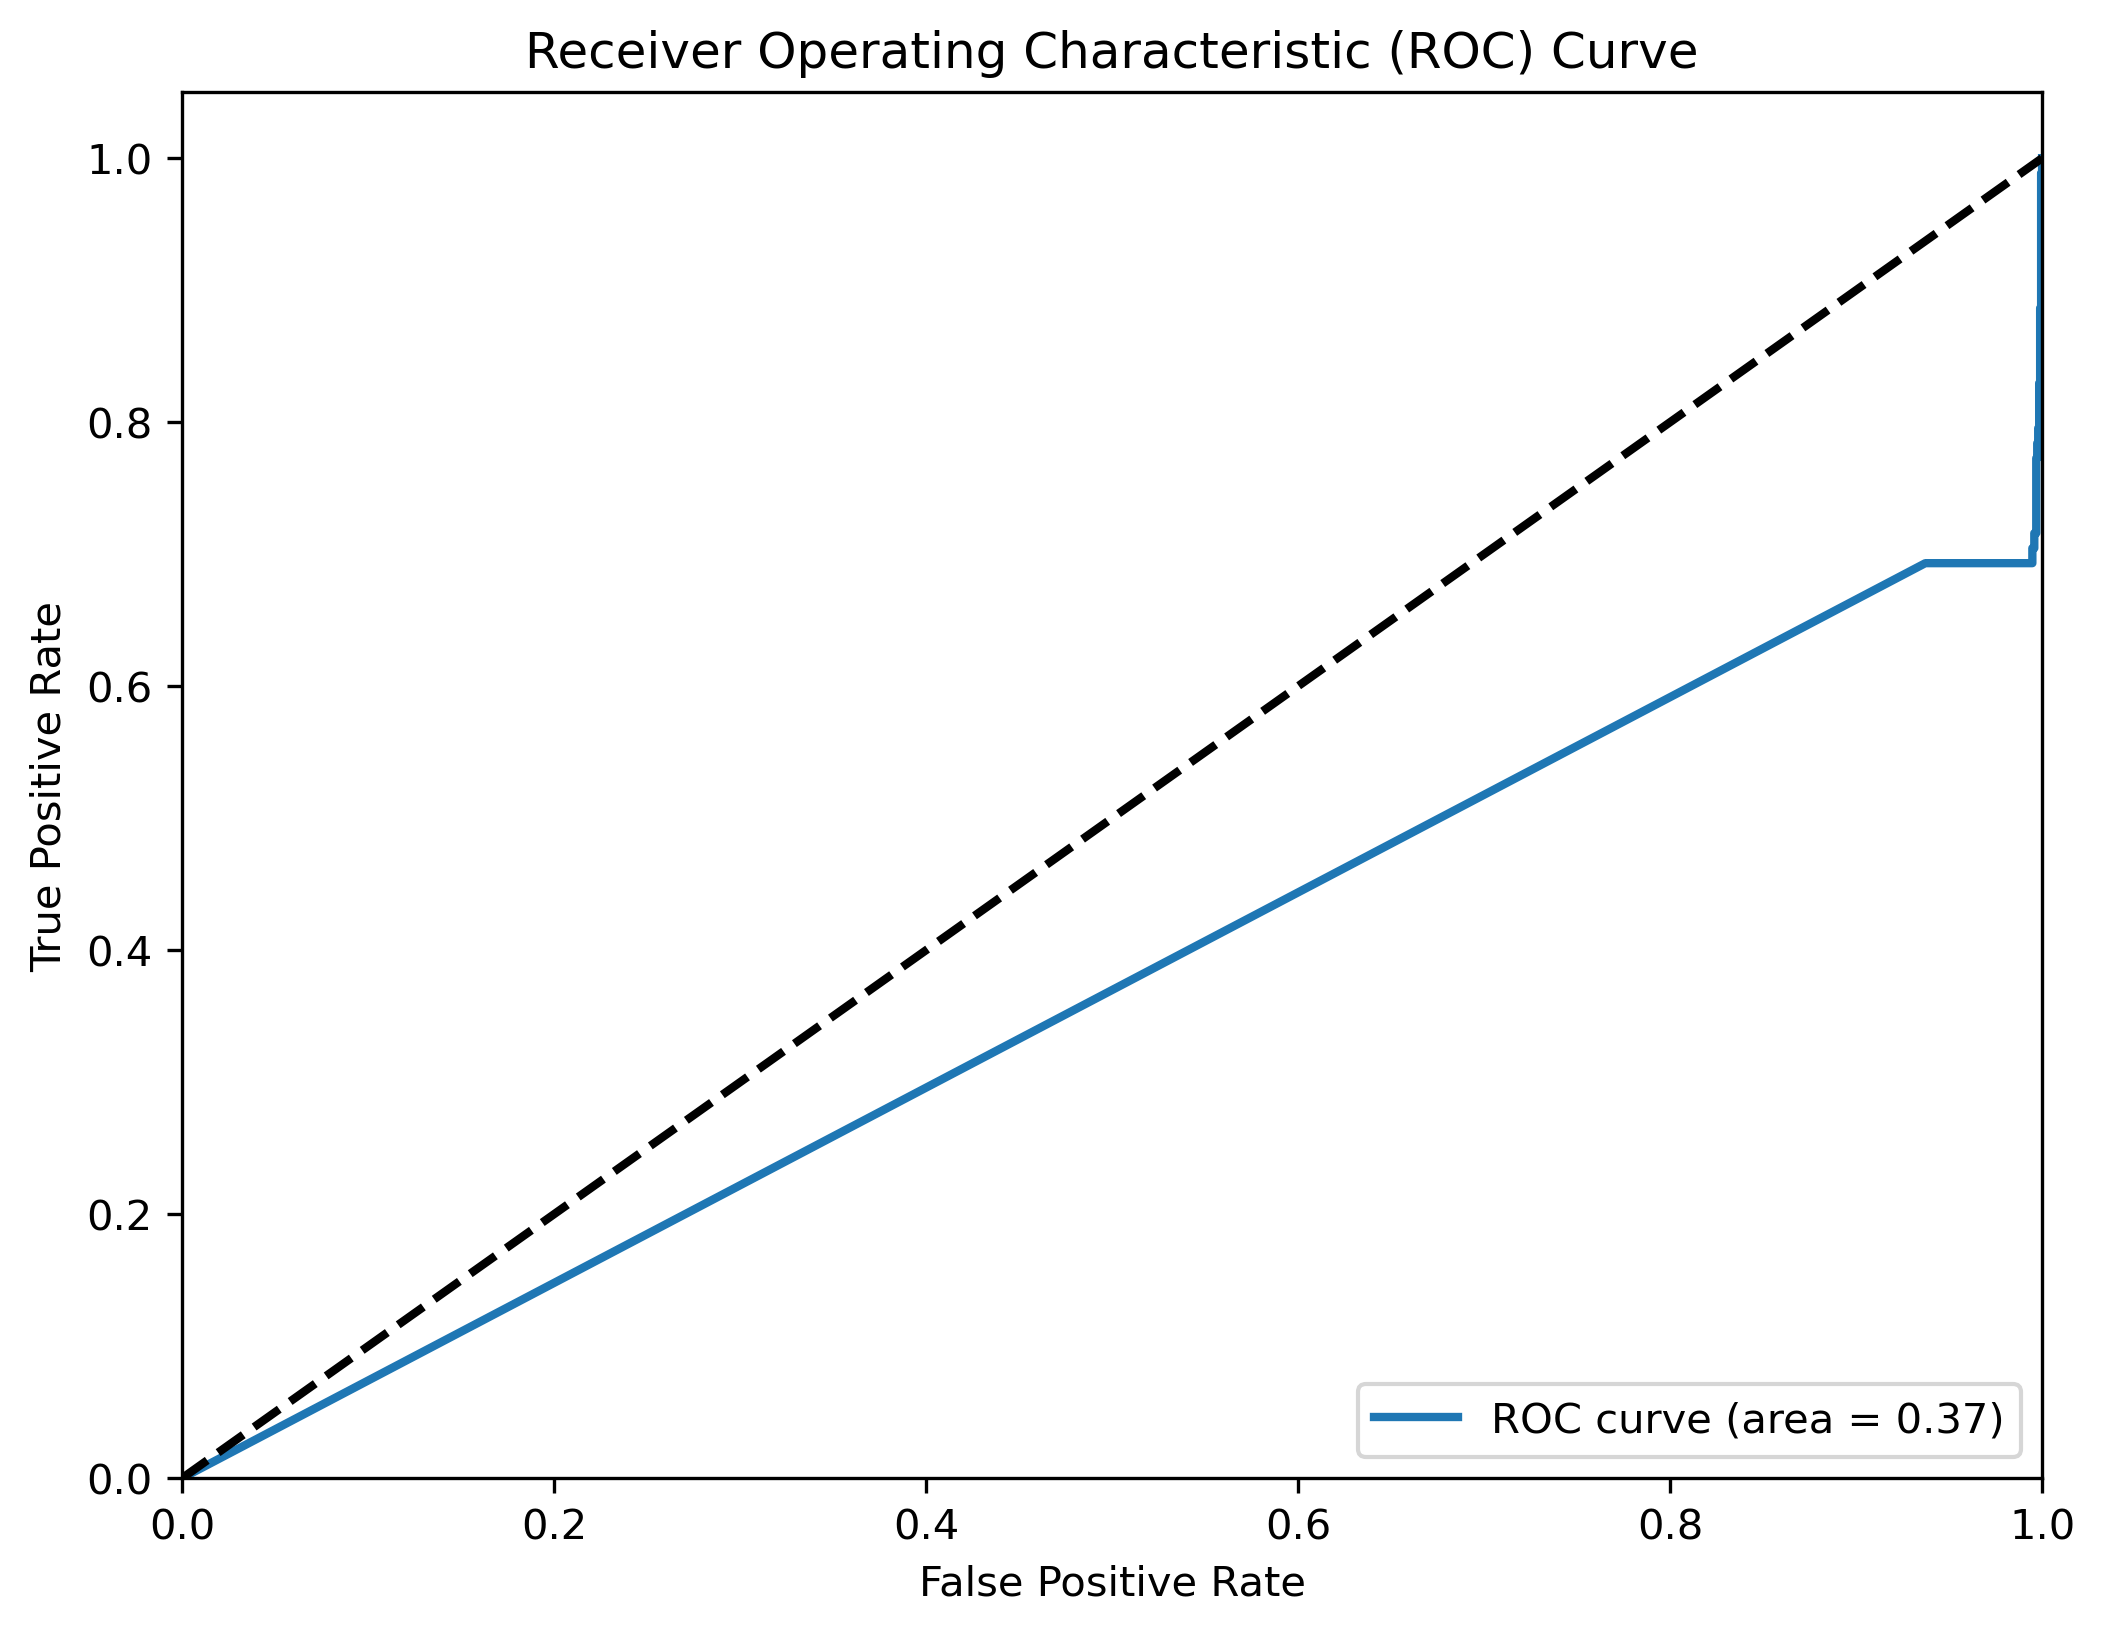 Receiver Operating Characteristic (ROC) Curve
1.0
0.8
0.6
0.4
0.2
0.0
True Positive Rate
ROC curve (area = 0.37)
0.0 0.2 0.4 0.6 0.8 1.0
False Positive Rate